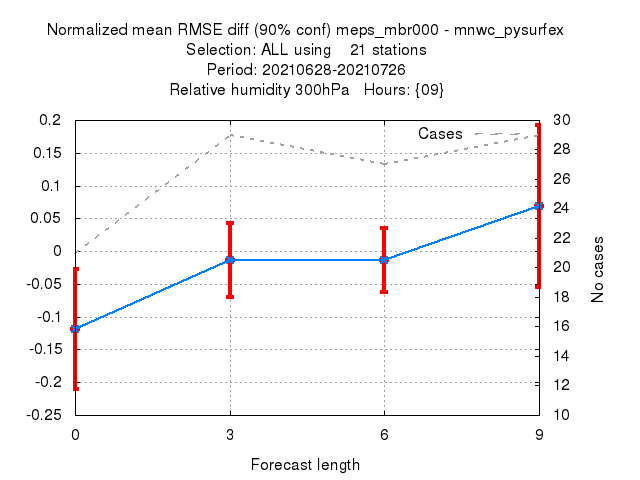 Normalized mean RMSE diff (90% conf) meps_mbr000 - mnwc_pysurfex
Selection: ALL using 21 stations
Period: 20210628-20210726
Relative humidity 300hPa Hours: {09}
Cases
0.2
0.15
0.1
0.05
0
-0.05
-0.1
-0.15
-0.2
-0.25
30
28
26
24
22
20
18
16
14
12
10
No cases
0 3 6 9
Forecast length